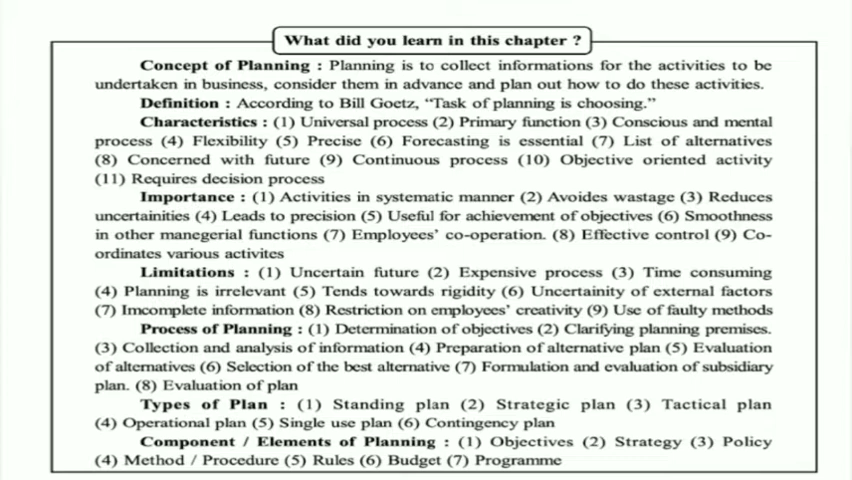 What did you learn in this chapter ?
Concept of Planning : Planning is to collect informations for the activities to be
undertaken in business, consider them in advance and plan out how to do these activities.
Definition : According to Bill Goetz, “Task of planning is choosing.”
Characteristics : (1) Universal process (2) Primary function (3) Conscious and mental
process (4) Flexibility (5) Precise (6) Forecasting is essential (7) List of alternatives
(8) Concerned with future (9) Continuous process (10) Objective oriented activity
(11) Requires decision process
Importance : (1) Activities in systematic manner (2) Avoides wastage (3) Reduces
uncertainities (4) Leads to precision (5) Useful for achievement of objectives (6) Smoothness
in other manegerial functions (7) Employees’ co-operation. (8) Effective control (9) Co-
ordinates various activites
Limitations : (1) Uncertain future (2) Expensive process (3) Time consuming
(4) Planning is irrelevant (5) Tends towards rigidity (6) Uncertainity of external factors
(7) Imcomplete information (8) Restriction on employees’ creativity (9) Use of faulty methods
Process of Planning : (1) Determination of objectives (2) Clarifying planning premises.
(3) Collection and analysis of information (4) Preparation of alternative plan (5) Evaluation
of alternatives (6) Selection of the best alternative (7) Formulation and evaluation of subsidiary
plan. (8) Evaluation of plan
Types of Plan : (1) Standing plan (2) Strategic plan (3) Tactical plan
(4) Operational plan (5) Single use plan (6) Contingency plan
Component / Elements of Planning : (1) Objectives (2) Strategy (3) Policy
(4) Method / Procedure (5) Rules (6) Budget (7) Programme